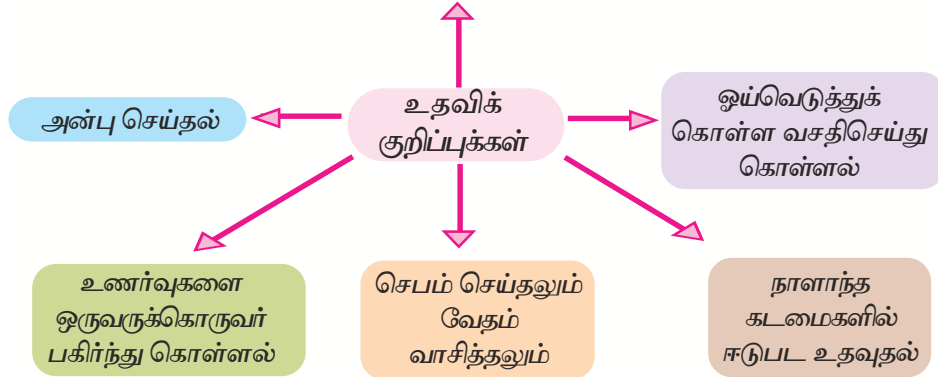 உதவிக்
குறிப்புக்கள்
அன்பு செய்தல்
ஓய்வெடுத்துக்
கொள்ள வசதிசெய்து
கொள்ளல்
உணர்வுகளை
ஒருவருக்கொருவர்
பகிர்ந்து கொள்ளல்
செபம் செய்தலும்
வேதம்
வாசித்தலும்
நாளாந்த
கடமைகளில்
ஈடுபட உதவுதல்